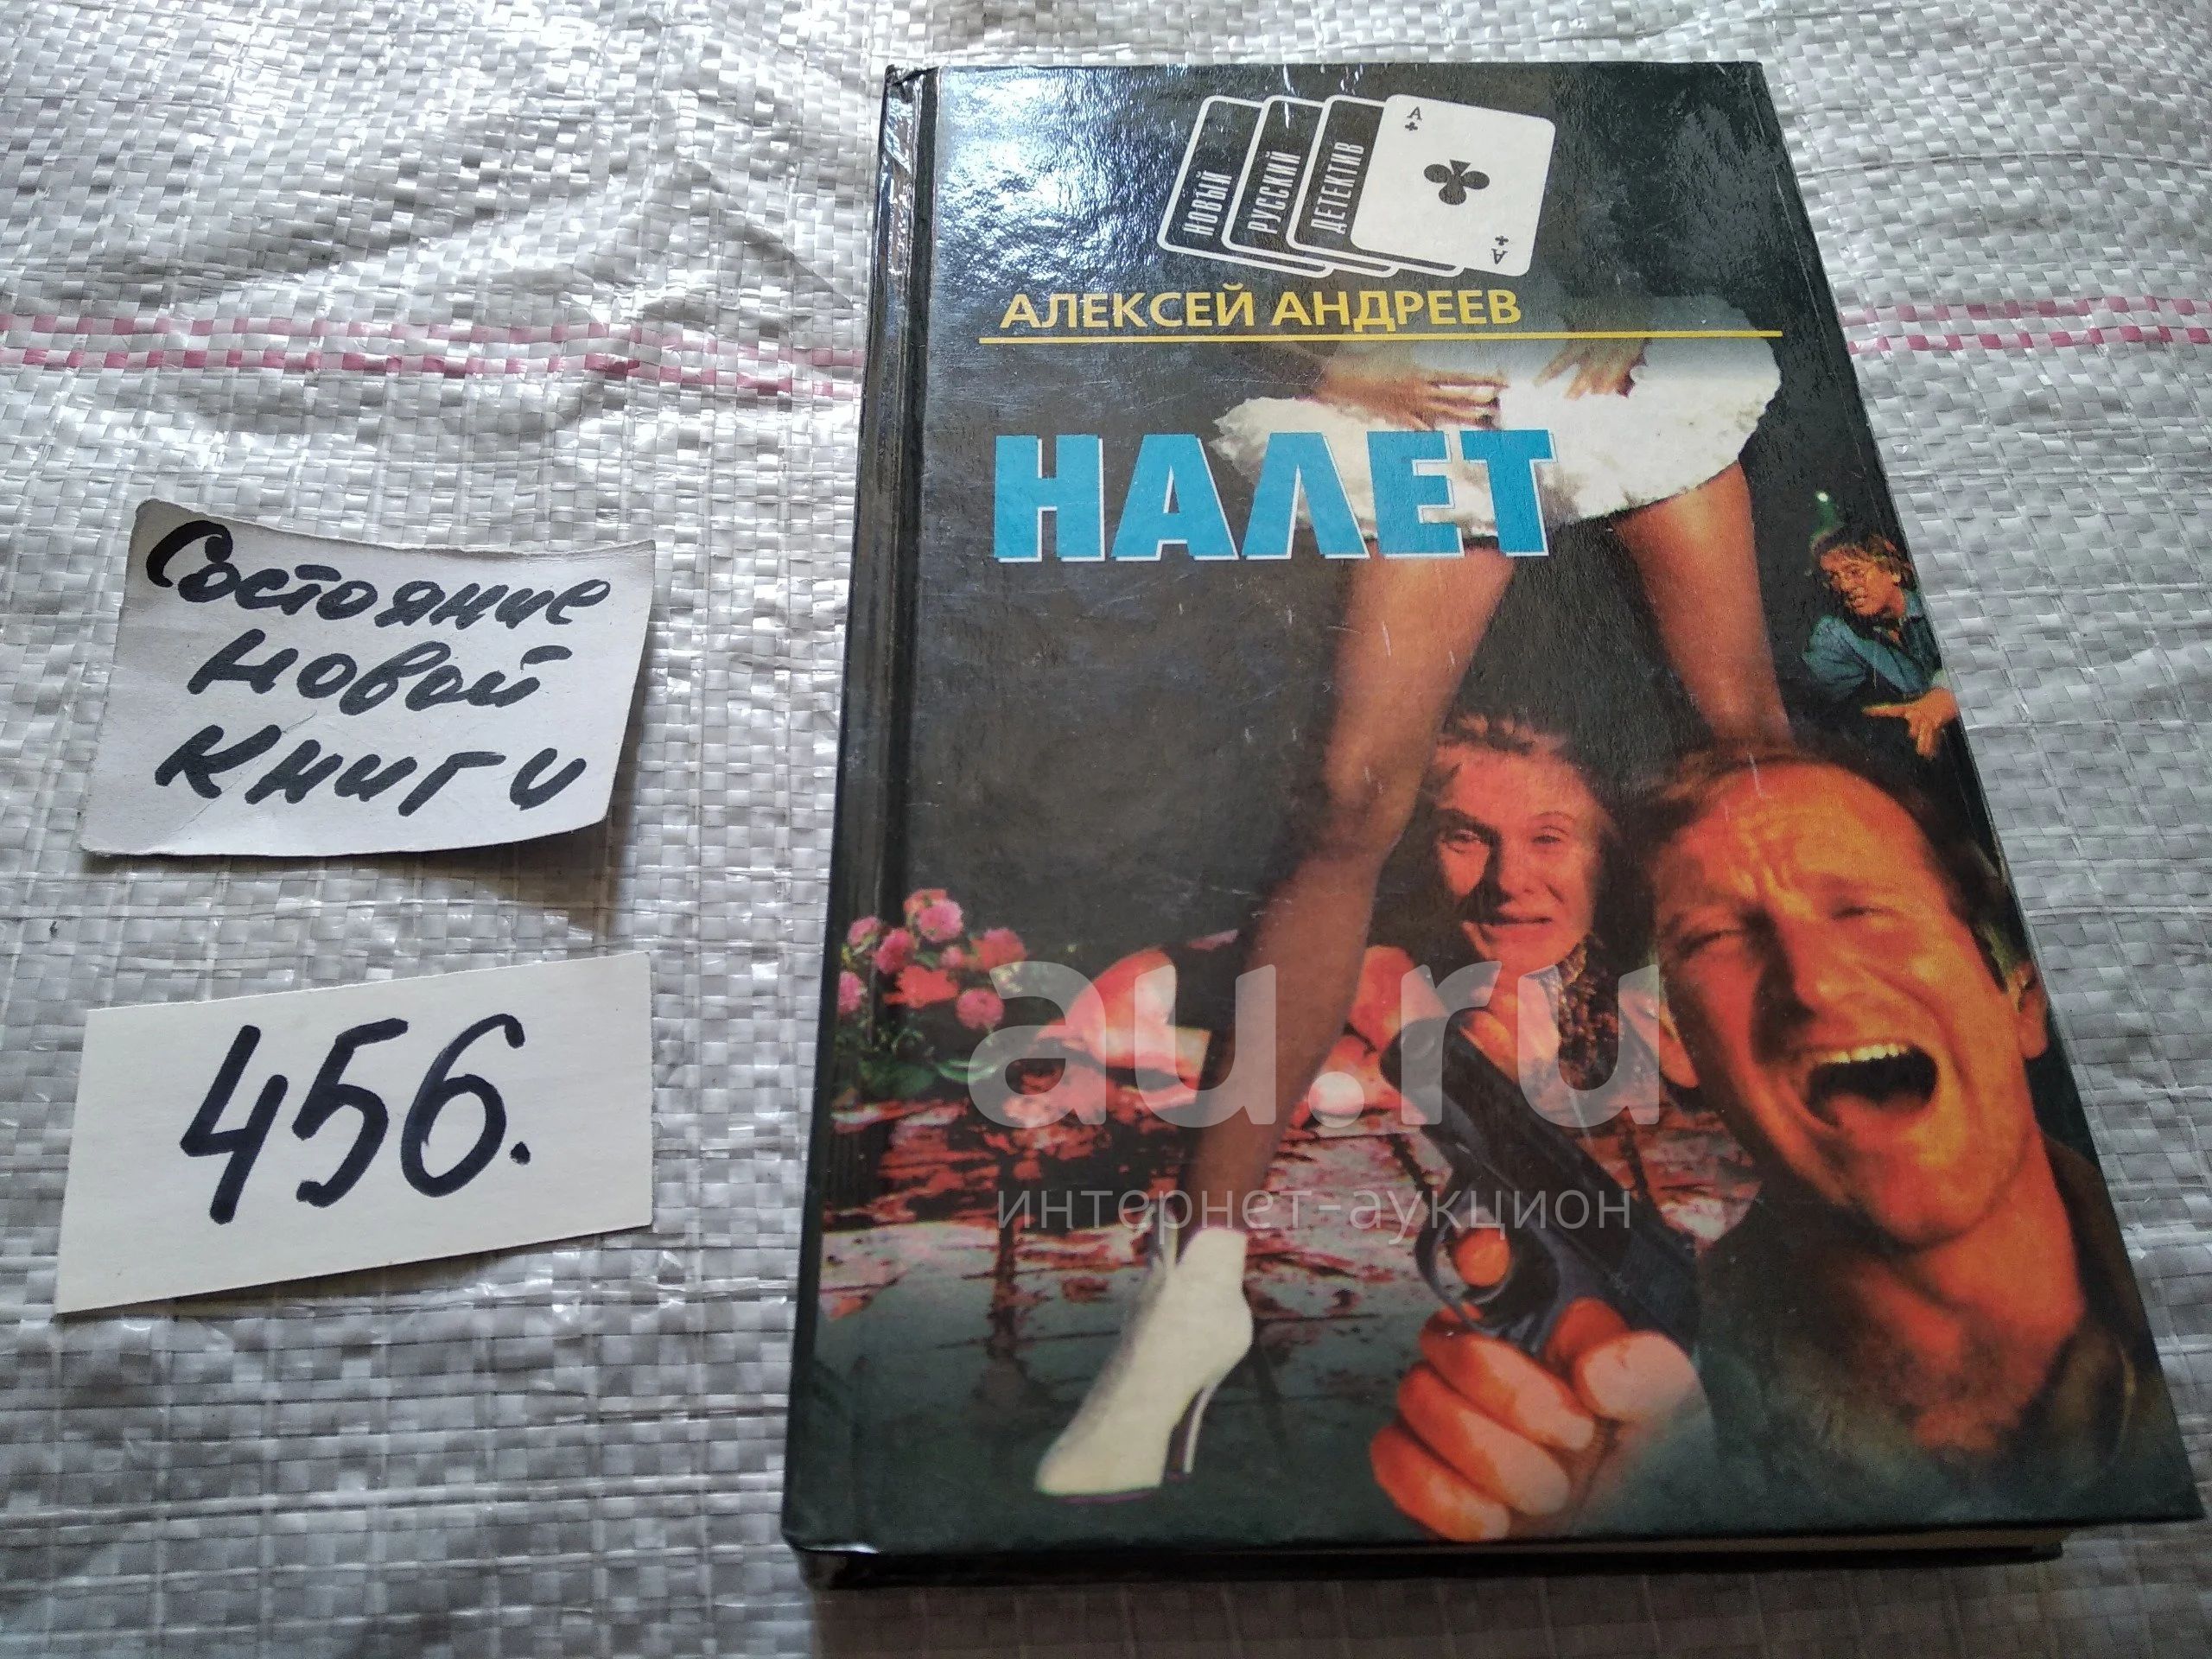 НОВЫЙ
РУССКИЙ
ДЕТЕКТИВ
A
A
АЛЕКСЕЙ АНДРЕЕВ
НАЛЕТ
Состояние
новой
книги
456.
au.ru
интернет-аукцион